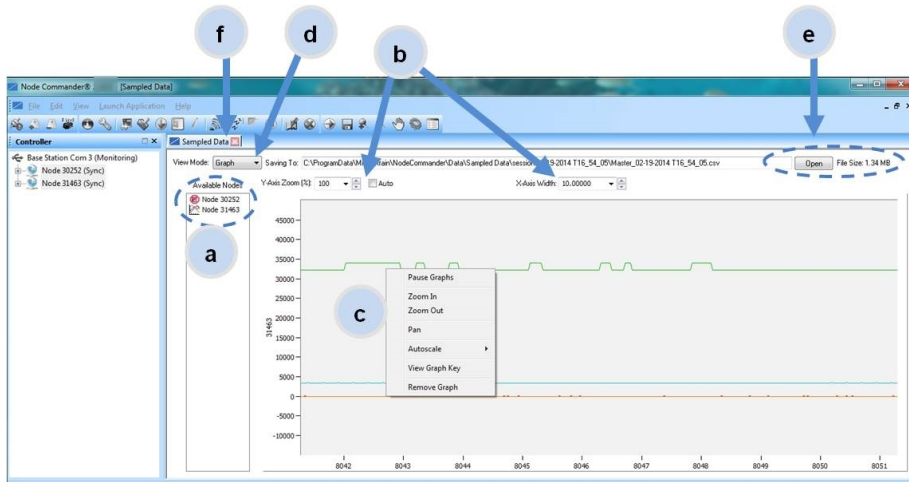 f
d
b
e
Node Commander® [Sampled Data]
File Edit View Launch Application Help
Controller
Sampled Data
Base Station Com 3 (Monitoring)
Node 30252 (Sync)
Node 31463 (Sync)
View Mode: Graph Saving To: Open File Size: 1.34 MB
Available Nodes Y-Axis Zoom [%]: 100 Auto X-Axis Width: 10.00000
Node 30252
Node 31463
a
c
45000
40000
35000
30000
25000
20000
15000
10000
5000
0
-5000
-10000
31463
Pause Graphs
Zoom In
Zoom Out
Pan
Autoscale
View Graph Key
Remove Graph
8042 8043 8044 8045 8046 8047 8048 8049 8050 8051